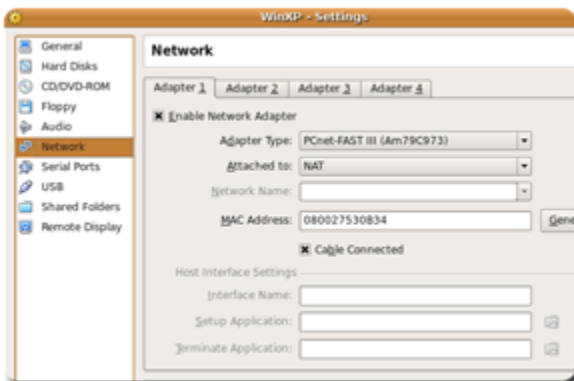 WinXP - Settings
General
Hard Disks
CD/DVD-ROM
Floppy
Audio
Network
Serial Ports
USB
Shared Folders
Remote Display
Network
Adapter 1 Adapter 2 Adapter 3 Adapter 4
Enable Network Adapter
Adapter Type: PCnet-FAST III (Am79C973)
Attached to: NAT
Network Name:
MAC Address: 080027530B34 Gene
Cable Connected
Host Interface Settings
Interface Name:
Setup Application:
Terminate Application: